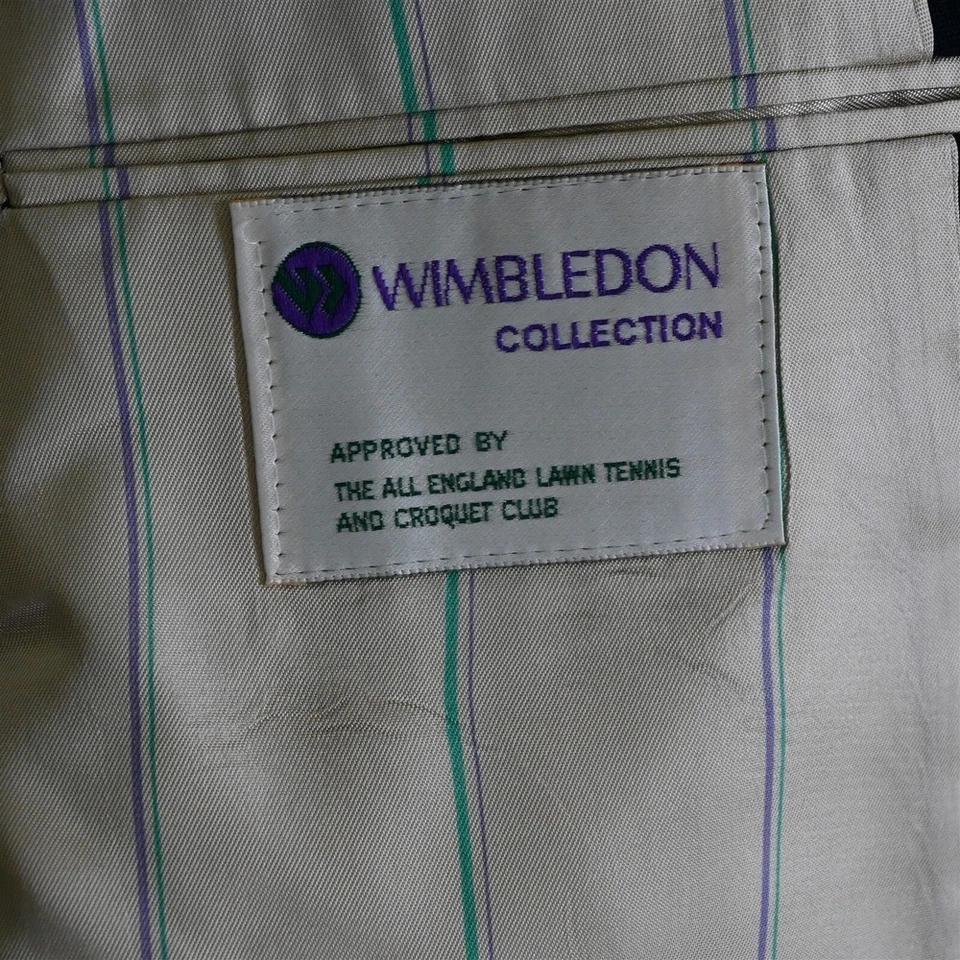 WIMBLEDON
COLLECTION
APPROVED BY
THE ALL ENGLAND LAWN TENNIS
AND CROQUET CLUB